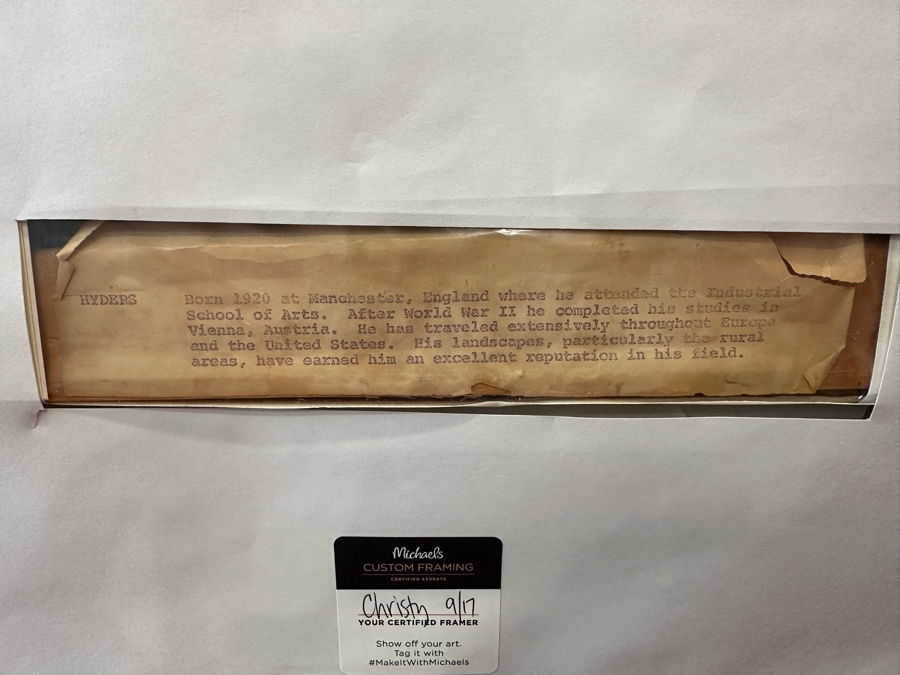 HYDERS Born 1920 at Manchester, England where he attended the Industrial
School of Arts. After World War II he completed his studies in
Vienna, Austria. He has traveled extensively throughout Europe
and the United States. His landscapes, particularly the rural
areas, have earned him an excellent reputation in his field.
Michaels
CUSTOM FRAMING
CERTIFIED EXPERTS
Christy 9/17
YOUR CERTIFIED FRAMER
Show off your art.
Tag it with
#MakeItWithMichaels